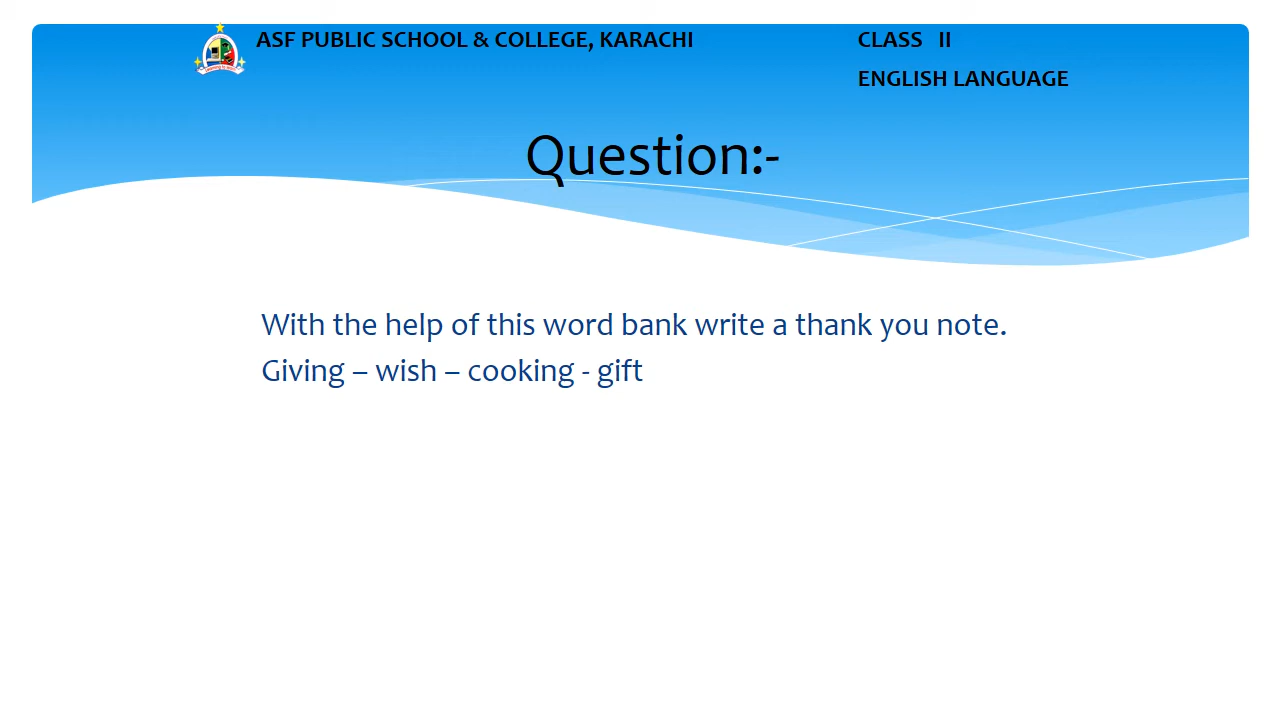 ASF PUBLIC SCHOOL & COLLEGE, KARACHI
CLASS II
ENGLISH LANGUAGE
Question:-
With the help of this word bank write a thank you note.
Giving – wish – cooking - gift